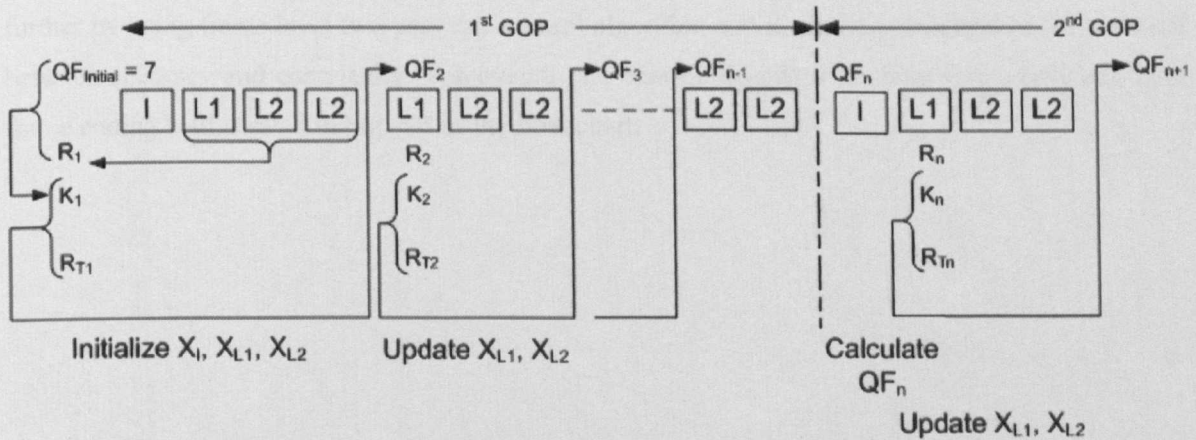 1st GOP 2nd GOP
QFInitial = 7 QF2 QF3 QFn-1 QFn QFn+1
I L1 L2 L2 L1 L2 L2 L2 L2 I L1 L2 L2
R1 R2 Rn
K1 K2 Kn
RT1 RT2 RTn
Initialize XI, XL1, XL2 Update XL1, XL2 Calculate
QFn
Update XL1, XL2